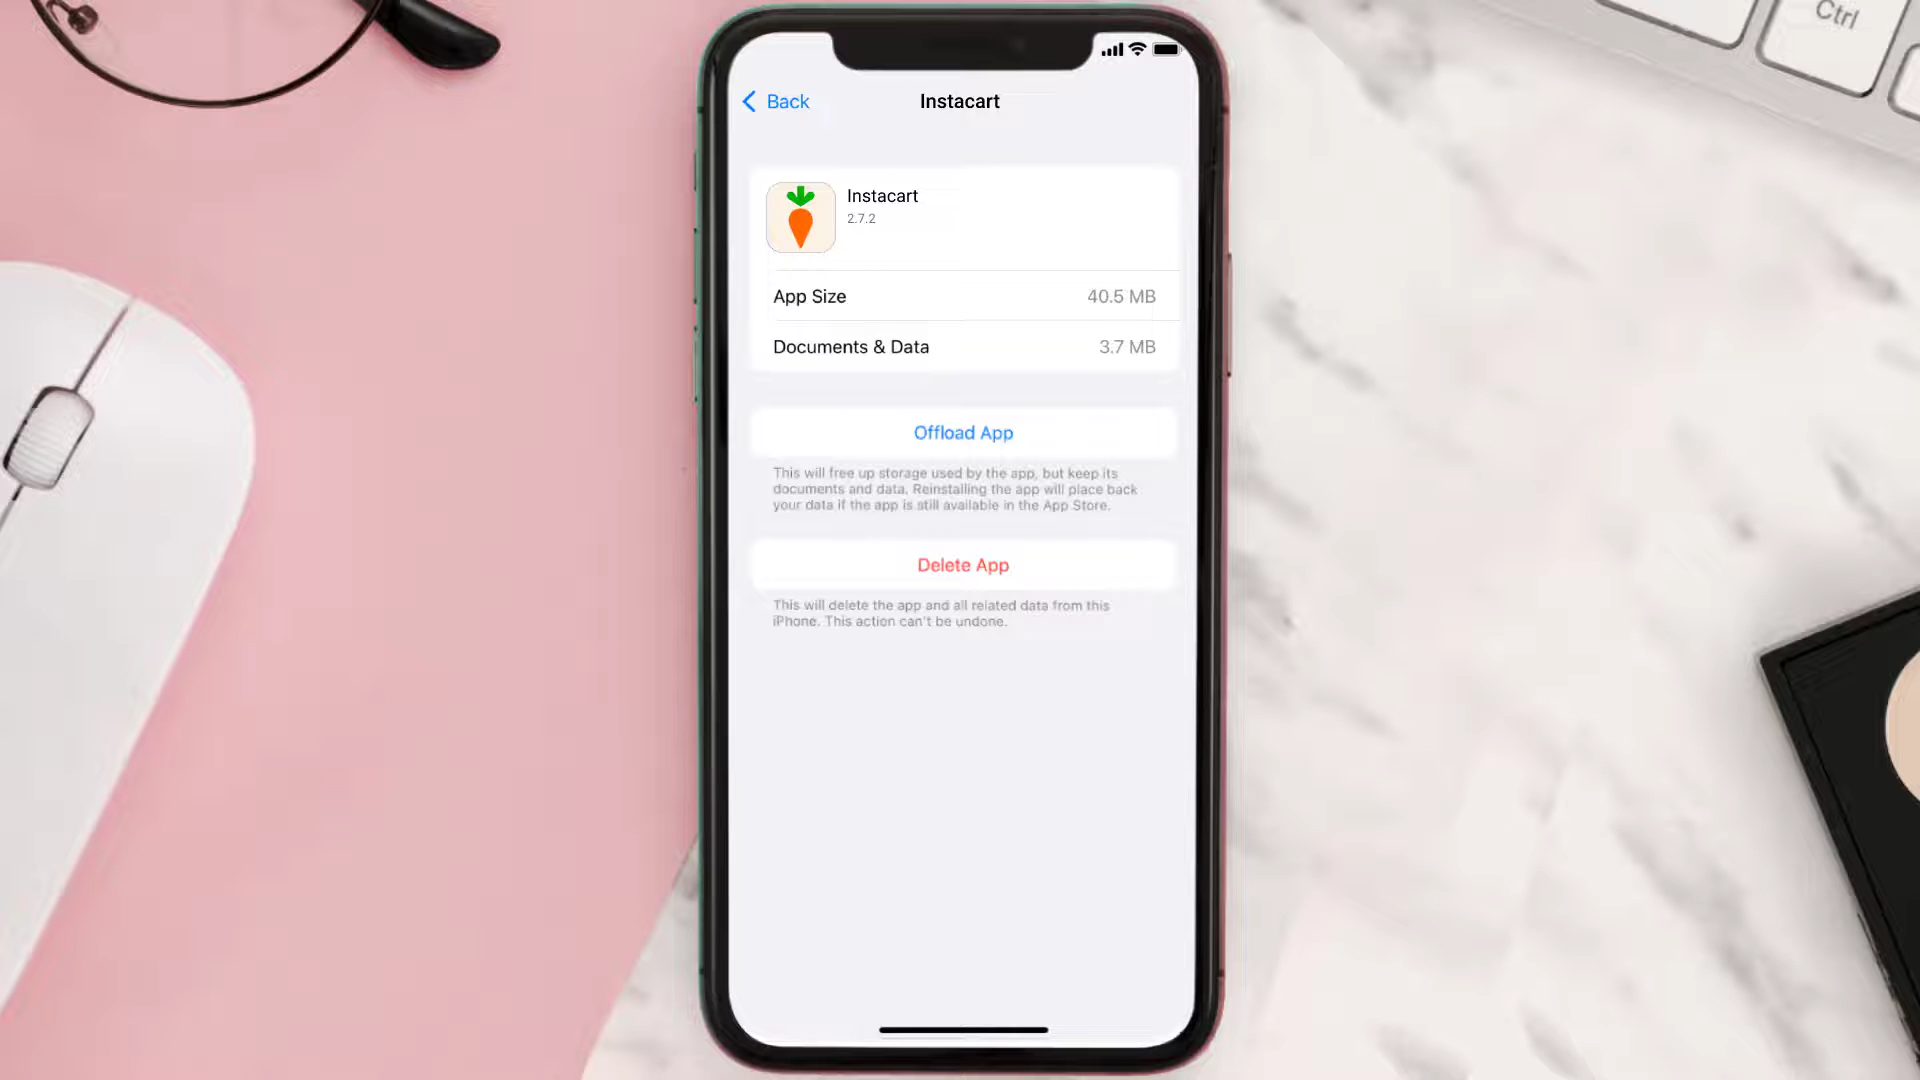 Ctrl
Back
Instacart
Instacart
2.7.2
App Size
40.5 MB
Documents & Data
3.7 MB
Offload App
This will free up storage used by the app, but keep its
documents and data. Reinstalling the app will place back
your data if the app is still available in the App Store.
Delete App
This will delete the app and all related data from this
iPhone. This action can't be undone.